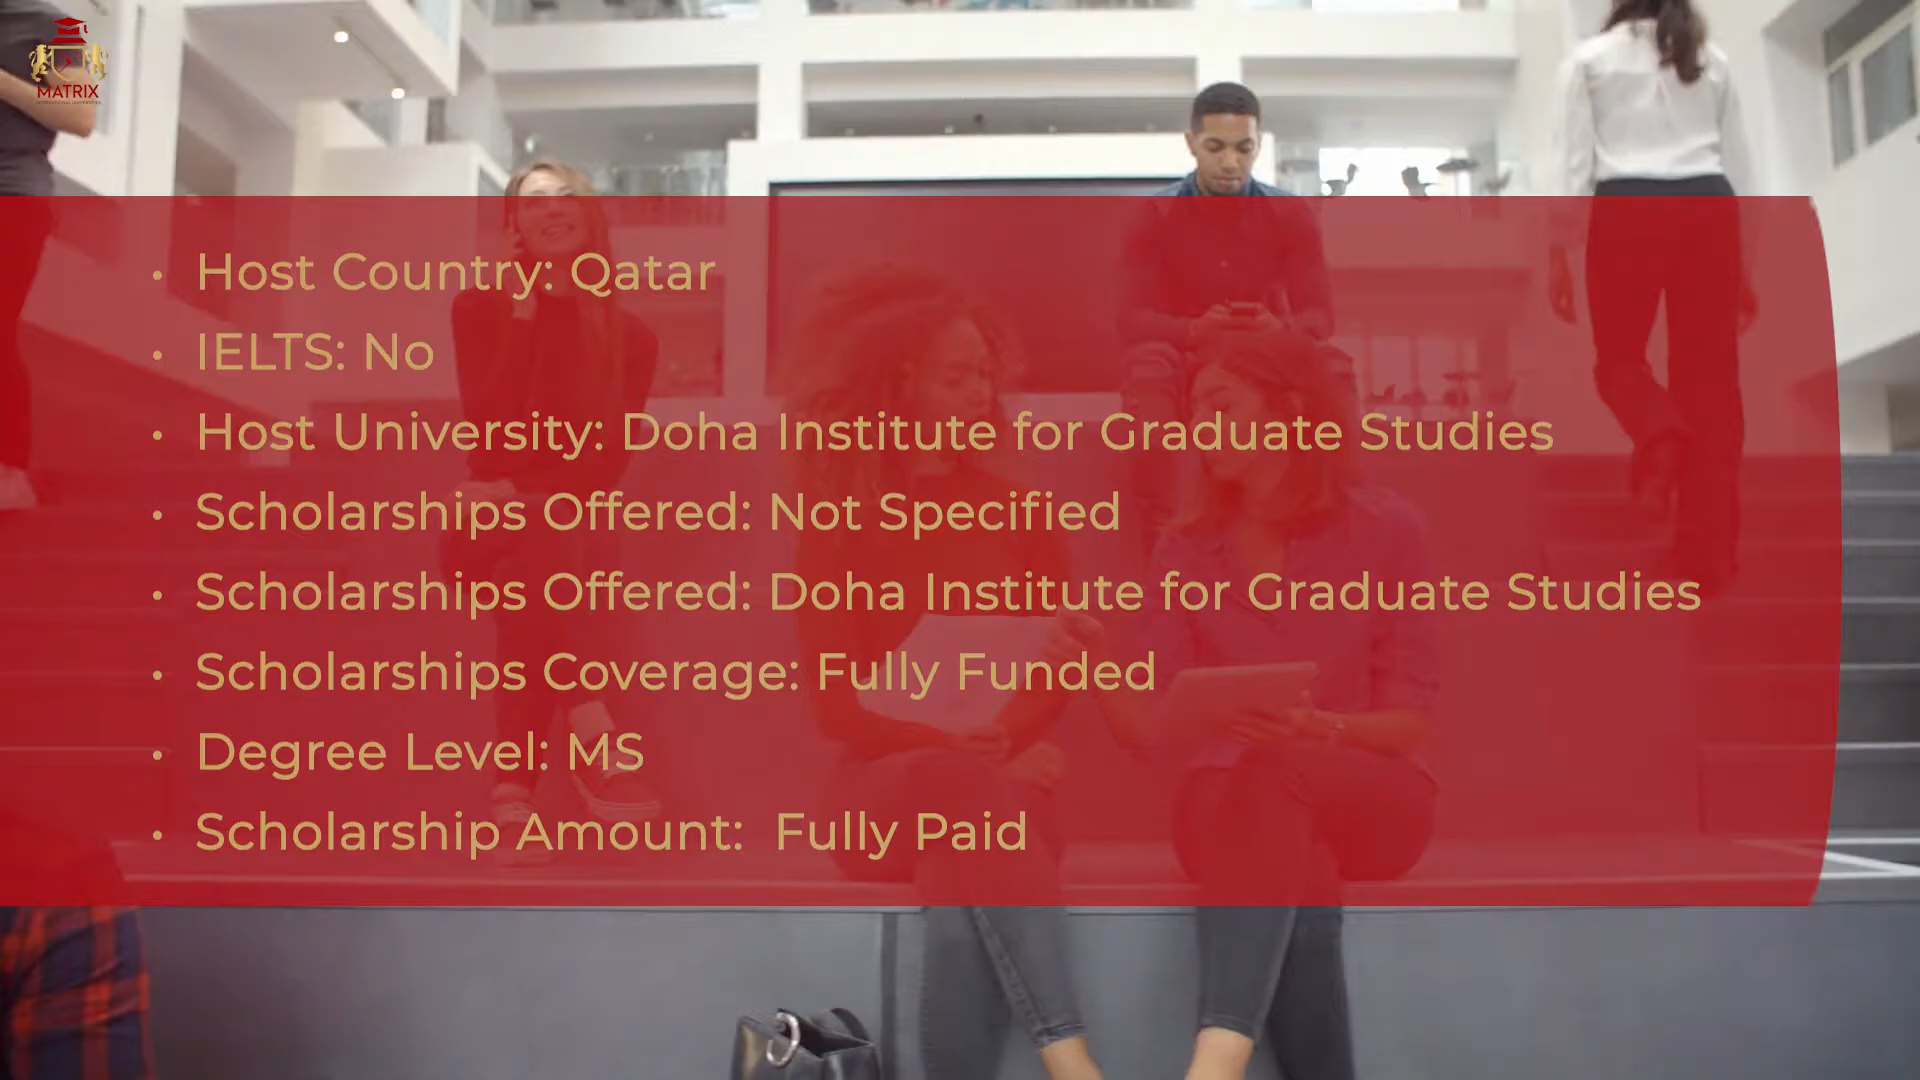 MATRIX
• Host Country: Qatar
• IELTS: No
• Host University: Doha Institute for Graduate Studies
• Scholarships Offered: Not Specified
• Scholarships Offered: Doha Institute for Graduate Studies
• Scholarships Coverage: Fully Funded
• Degree Level: MS
• Scholarship Amount:  Fully Paid